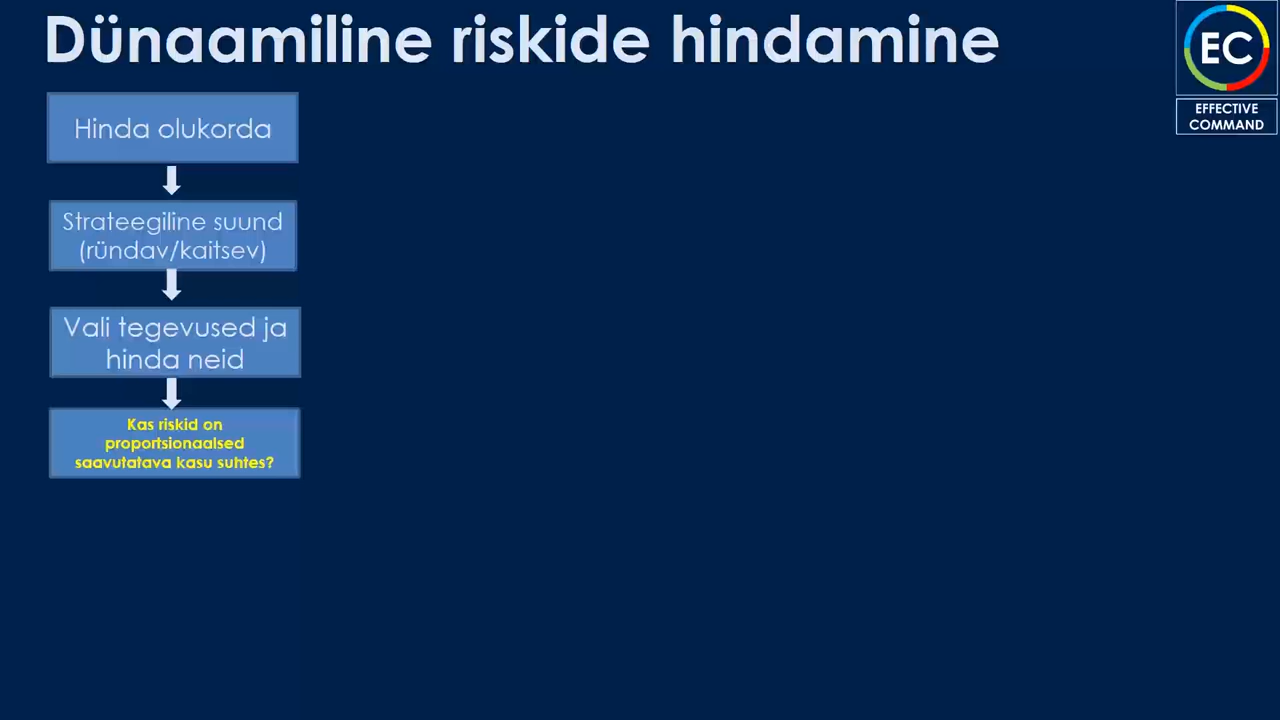 Dünaamiline riskide hindamine
EC
EFFECTIVE
COMMAND
Hinda olukorda
Strateegiline suund
(ründav/kaitsev)
Vali tegevused ja
hinda neid
Kas riskid on
proportsionaalsed
saavutatava kasu suhtes?